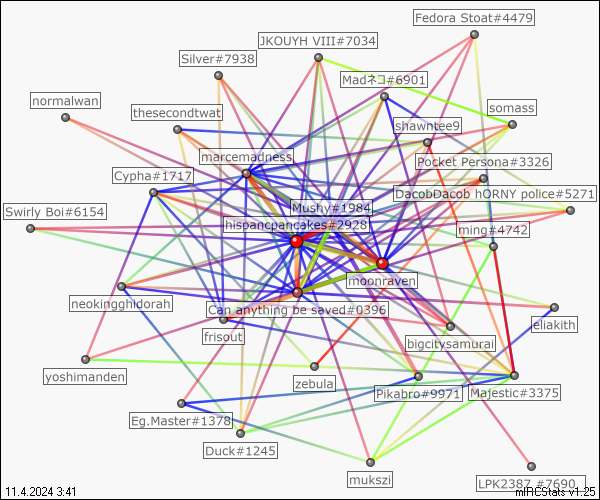 Fedora Stoat#4479
JKOUYH VIII#7034
Silver#7938
Madネコ#6901
normalwan
thesecondtwat
somass
shawntee9
marcemadness
Pocket Persona#3326
Cypha#1717
DacobDacob hORNY police#5271
Mushy#1984
Swirly Boi#6154
hispancpancakes#2928
ming#4742
moonraven
neokingghidorah
Can anything be saved#0396
eliakith
frisout
bigcitysamurai
yoshimanden
zebula
Pikabro#9971
Majestic#3375
Eg.Master#1378
Duck#1245
mukszi
LPK2387 #7690
11.4.2024 3:41
mIRCStats v1.25